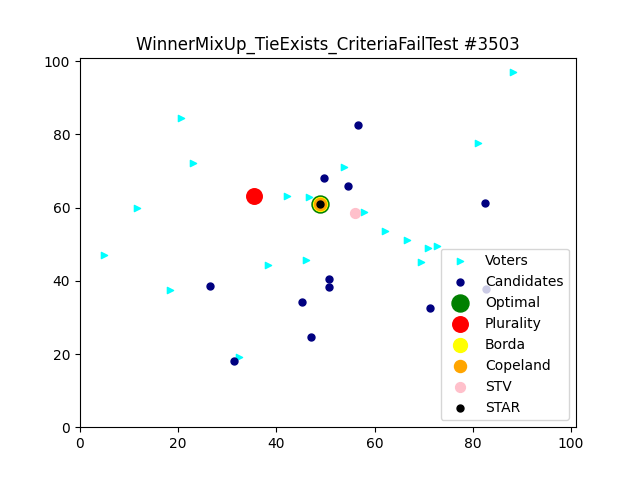 WinnerMixUp_TieExists_CriteriaFailTest #3503
100
80
60
40
20
0
0 20 40 60 80 100
Voters
Candidates
Optimal
Plurality
Borda
Copeland
STV
STAR